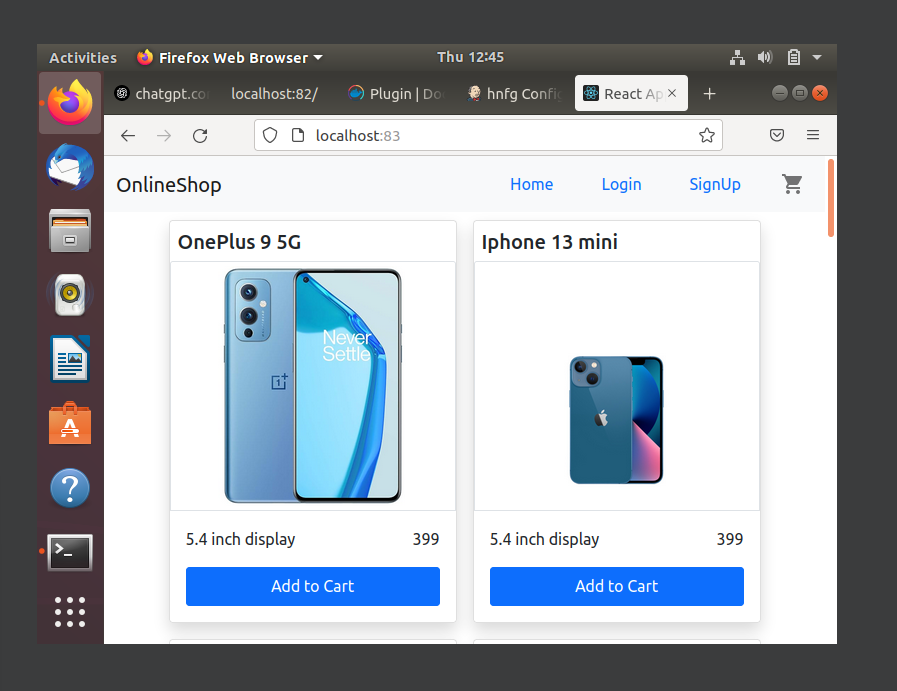 Activities Firefox Web Browser Thu 12:45
chatgpt.co localhost:82/ Plugin | Do hnfg Config React Ap
localhost:83
OnlineShop Home Login SignUp
OnePlus 9 5G Iphone 13 mini
Never
Settle
5.4 inch display 399 5.4 inch display 399
Add to Cart Add to Cart